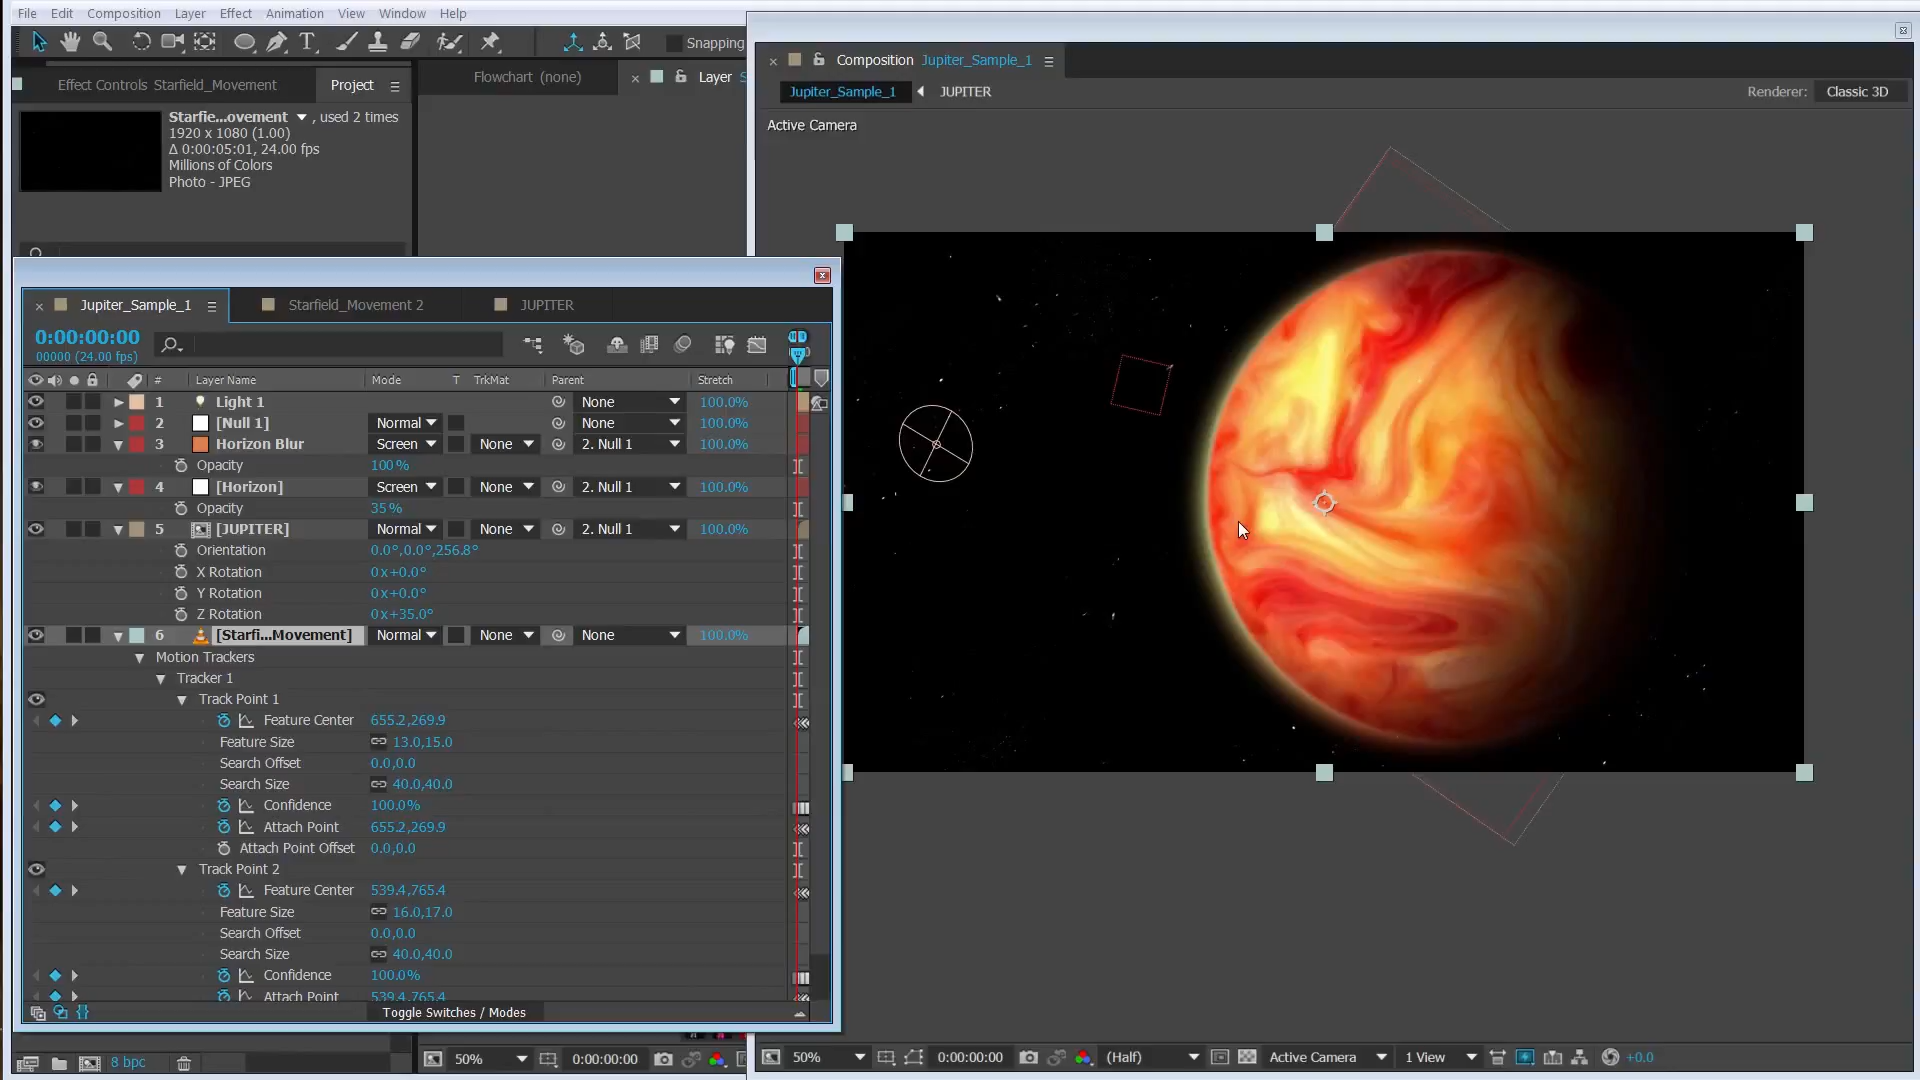 File Edit Composition Layer Effect Animation View Window Help
Snapping
Effect Controls Starfield_Movement
Project
Flowchart (none)
Layer
Composition Jupiter_Sample_1
Jupiter_Sample_1 JUPITER
Renderer: Classic 3D
Active Camera
Starfie...ovement , used 2 times
1920 x 1080 (1.00)
Δ 0:00:05:01, 24.00 fps
Millions of Colors
Photo - JPEG
Jupiter_Sample_1 Starfield_Movement 2 JUPITER
0:00:00:00
00000 (24.00 fps)
# Layer Name Mode T TrkMat Parent Stretch
1 Light 1 None 100.0%
2 [Null 1] Normal None 100.0%
3 Horizon Blur Screen None 2. Null 1 100.0%
Opacity 100%
4 [Horizon] Screen None 2. Null 1 100.0%
Opacity 35%
5 [JUPITER] Normal None 2. Null 1 100.0%
Orientation 0.0°,0.0°,256.8°
X Rotation 0x+0.0°
Y Rotation 0x+0.0°
Z Rotation 0x+35.0°
6 [Starfi...Movement] Normal None None 100.0%
Motion Trackers
Tracker 1
Track Point 1
Feature Center 655.2,269.9
Feature Size 13.0,15.0
Search Offset 0.0,0.0
Search Size 40.0,40.0
Confidence 100.0%
Attach Point 655.2,269.9
Attach Point Offset 0.0,0.0
Track Point 2
Feature Center 539.4,765.4
Feature Size 16.0,17.0
Search Offset 0.0,0.0
Search Size 40.0,40.0
Confidence 100.0%
Attach Point 539.4,765.4
Toggle Switches / Modes
8 bpc
50% 0:00:00:00
50% 0:00:00:00 (Half) Active Camera 1 View +0.0